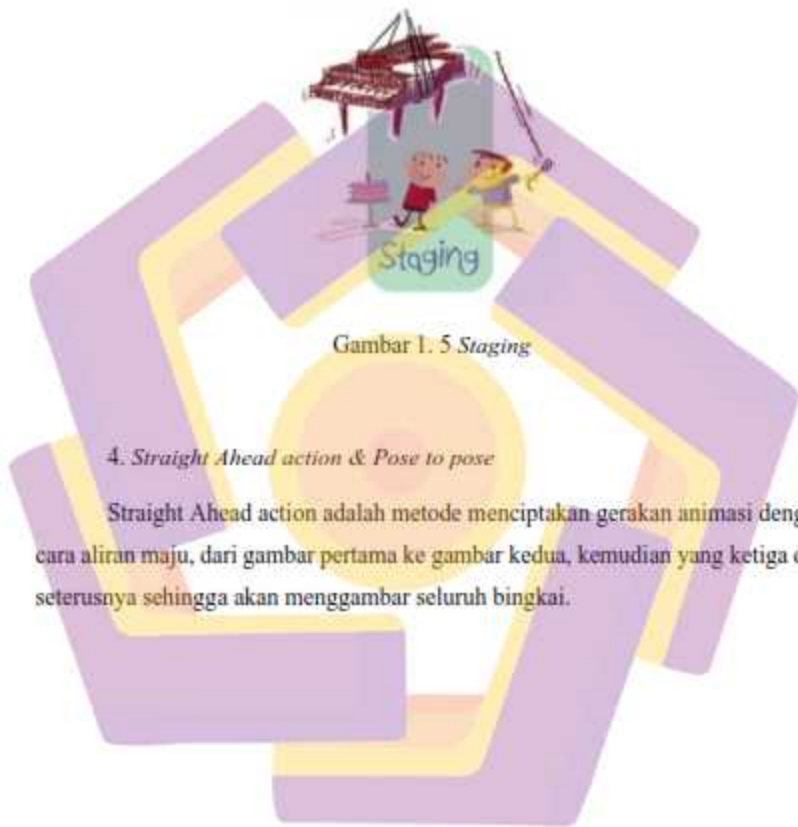 Staging
Gambar 1. 5 Staging
4. Straight Ahead action & Pose to pose
Straight Ahead action adalah metode menciptakan gerakan animasi
cara aliran maju, dari gambar pertama ke gambar kedua, kemudian yang ketiga
seterusnya sehingga akan menggambar seluruh bingkai.